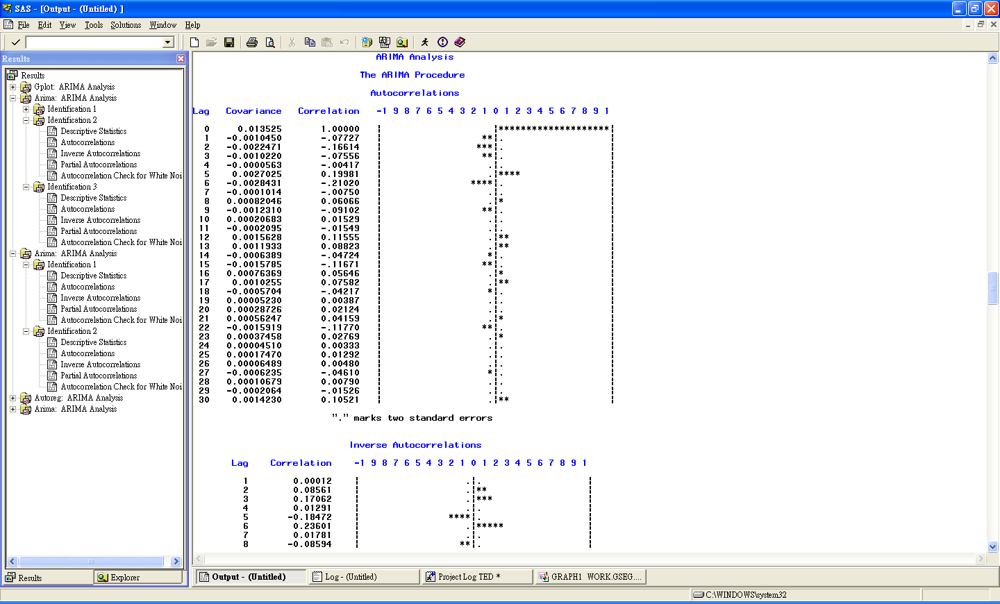 SAS - [Output - (Untitled) ]
File Edit View Tools Solutions Window Help
Results
Results
Gplot: ARIMA Analysis
Arima: ARIMA Analysis
Identification 1
Identification 2
Descriptive Statistics
Autocorrelations
Inverse Autocorrelations
Partial Autocorrelations
Autocorrelation Check for White Noi
Identification 3
Descriptive Statistics
Autocorrelations
Inverse Autocorrelations
Partial Autocorrelations
Autocorrelation Check for White Noi
Arima: ARIMA Analysis
Identification 1
Descriptive Statistics
Autocorrelations
Inverse Autocorrelations
Partial Autocorrelations
Autocorrelation Check for White Noi
Identification 2
Descriptive Statistics
Autocorrelations
Inverse Autocorrelations
Partial Autocorrelations
Autocorrelation Check for White Noi
Autoreg: ARIMA Analysis
Arima: ARIMA Analysis
Results Explorer
ARIMA Analysis
The ARIMA Procedure
Autocorrelations
Lag Covariance Correlation -1 9 8 7 6 5 4 3 2 1 0 1 2 3 4 5 6 7 8 9 1
0 0.013525 1.00000 | |********************|
1 -0.0010450 -.07727 | **|. |
2 -0.0022471 -.16614 | ***|. |
3 -0.0010220 -.07556 | **|. |
4 -0.0000563 -.00417 | .|. |
5 0.0027025 0.19981 | .|**** |
6 -0.0028431 -.21020 | ****|. |
7 -0.0001014 -.00750 | .|. |
8 0.00082046 0.06066 | .|* |
9 -0.0012310 -.09102 | **|. |
10 0.00020683 0.01529 | .|. |
11 -0.0002095 -.01549 | .|. |
12 0.0015628 0.11555 | .|** |
13 0.0011933 0.08823 | .|** |
14 -0.0006389 -.04724 | *|. |
15 -0.0015785 -.11671 | **|. |
16 0.00076369 0.05646 | .|* |
17 0.0010255 0.07582 | .|** |
18 -0.0005704 -.04217 | *|. |
19 0.00005230 0.00387 | .|. |
20 0.00028726 0.02124 | .|. |
21 0.00056247 0.04159 | .|* |
22 -0.0015919 -.11770 | **|. |
23 0.00037458 0.02769 | .|* |
24 0.00004510 0.00333 | .|. |
25 0.00017470 0.01292 | .|. |
26 0.00006489 0.00480 | .|. |
27 -0.0006235 -.04610 | *|. |
28 0.00010679 0.00790 | .|. |
29 -0.0002064 -.01526 | .|. |
30 0.0014230 0.10521 | .|** |
"." marks two standard errors
Inverse Autocorrelations
Lag Correlation -1 9 8 7 6 5 4 3 2 1 0 1 2 3 4 5 6 7 8 9 1
1 0.00012 | .|. |
2 0.08561 | .|** |
3 0.17062 | .|*** |
4 0.01291 | .|. |
5 -0.18472 | ****|. |
6 0.23601 | .|***** |
7 0.01781 | .|. |
8 -0.08594 | **|. |
Output - (Untitled) Log - (Untitled) Project Log TED * GRAPH1 WORK.GSEG....
C:\WINDOWS\system32